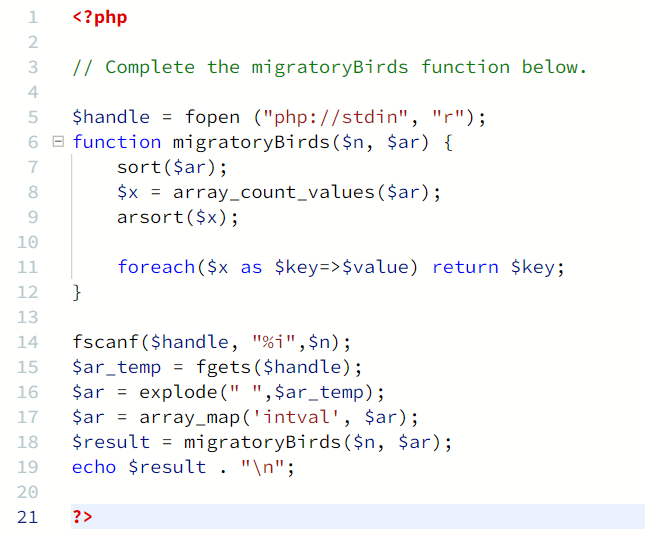 1 <?php
2
3 // Complete the migratoryBirds function below.
4
5 $handle = fopen ("php://stdin", "r");
6 function migratoryBirds($n, $ar) {
7     sort($ar);
8     $x = array_count_values($ar);
9     arsort($x);
10
11     foreach($x as $key=>$value) return $key;
12 }
13
14 fscanf($handle, "%i",$n);
15 $ar_temp = fgets($handle);
16 $ar = explode(" ",$ar_temp);
17 $ar = array_map('intval', $ar);
18 $result = migratoryBirds($n, $ar);
19 echo $result . "\n";
20
21 ?>